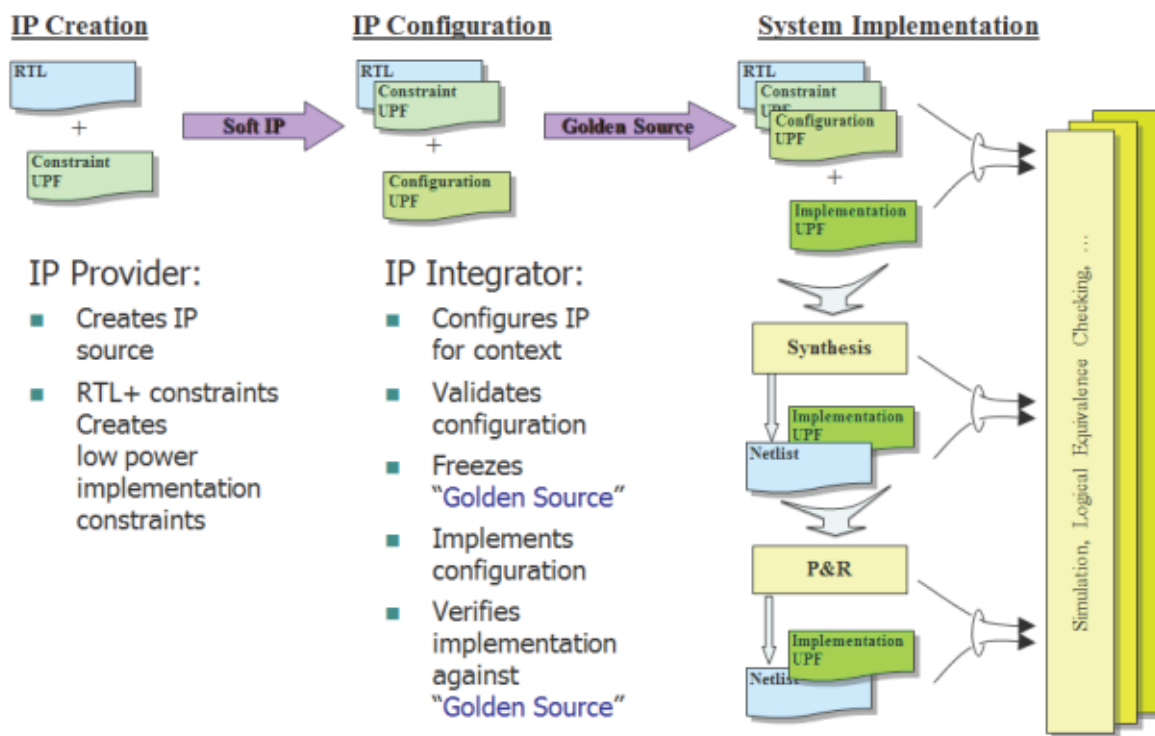 IP Creation
RTL
+
Constraint
UPF
Soft IP
IP Configuration
RTL
Constraint
UPF
+
Configuration
UPF
Golden Source
System Implementation
RTL
Constraint
UPF
Configuration
UPF
+
Implementation
UPF
IP Provider:
Creates IP
source
RTL+ constraints
Creates
low power
implementation
constraints
IP Integrator:
Configures IP
for context
Validates
configuration
Freezes
“Golden Source”
Implements
configuration
Verifies
implementation
against
“Golden Source”
Synthesis
Implementation
UPF
Netlist
P&R
Implementation
UPF
Netlist
Simulation, Logical Equivalence Checking, ...